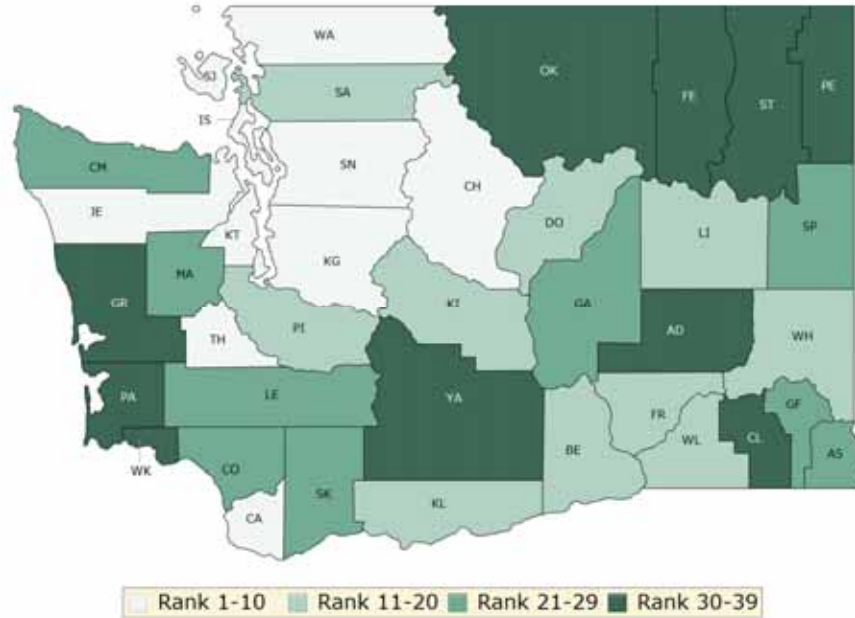 WA
OK
FE
ST
PE
SJ
SA
IS
CM
SN
CH
JE
DO
LI
SP
KT
KG
MA
GR
KI
GA
TH
PI
AD
WH
PA
LE
YA
FR
GF
WK
CO
SK
BE
WL
CL
AS
KL
CA
Rank 1-10 Rank 11-20 Rank 21-29 Rank 30-39